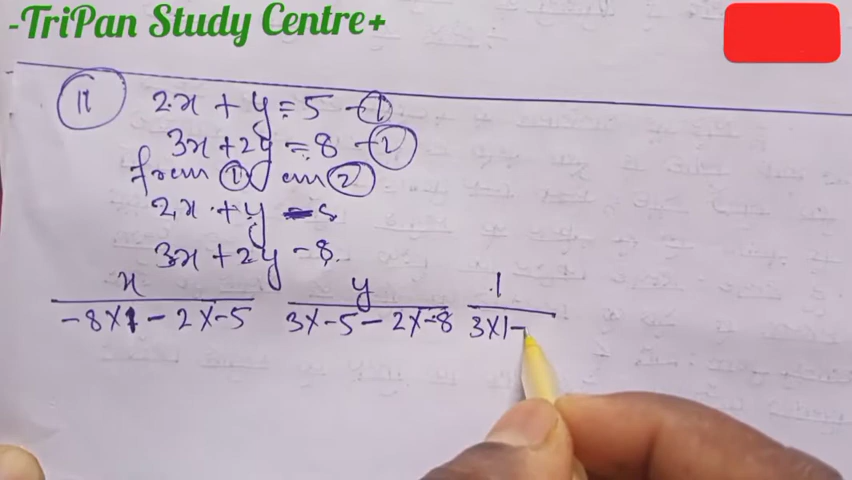 -TriPan Study Centre+
11 2x + y = 5 - 1
3x + 2y = 8 - 2
from 1 2
2x + y - 5
3x + 2y - 8
x y 1
-8×1 - 2×-5 3×-5 - 2×-8 3×1-